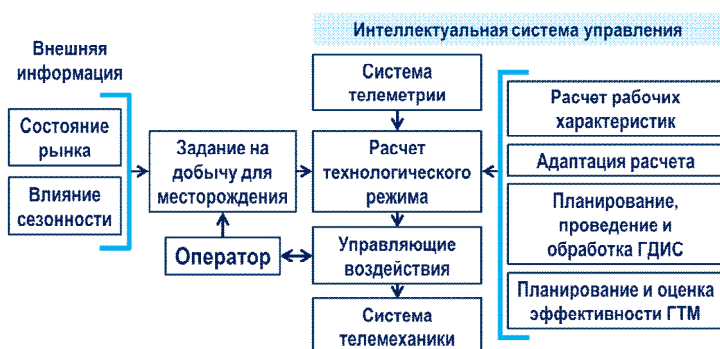 Интеллектуальная система управления
Внешняя
информация
Состояние
рынка
Влияние
сезонности
Задание на
добычу для
месторождения
Оператор
Система
телеметрии
Расчет
технологического
режима
Управляющие
воздействия
Система
телемеханики
Расчет рабочих
характеристик
Адаптация расчета
Планирование,
проведение и
обработка ГДИС
Планирование и оценка
эффективности ГТМ